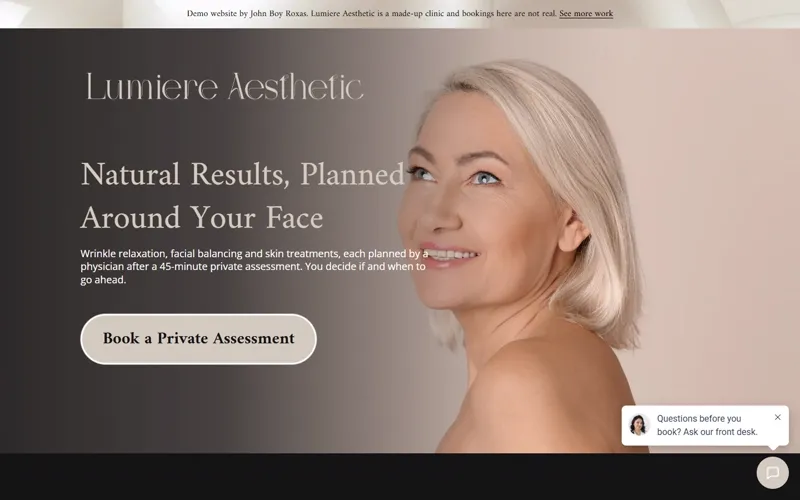 Demo website by John Boy Roxas. Lumiere Aesthetic is a made-up clinic and bookings here are not real. See more work
Lumiere Aesthetic
Natural Results, Planned
Around Your Face
Wrinkle relaxation, facial balancing and skin treatments, each planned by a
physician after a 45-minute private assessment. You decide if and when to
go ahead.
Book a Private Assessment
Questions before you
book? Ask our front desk.